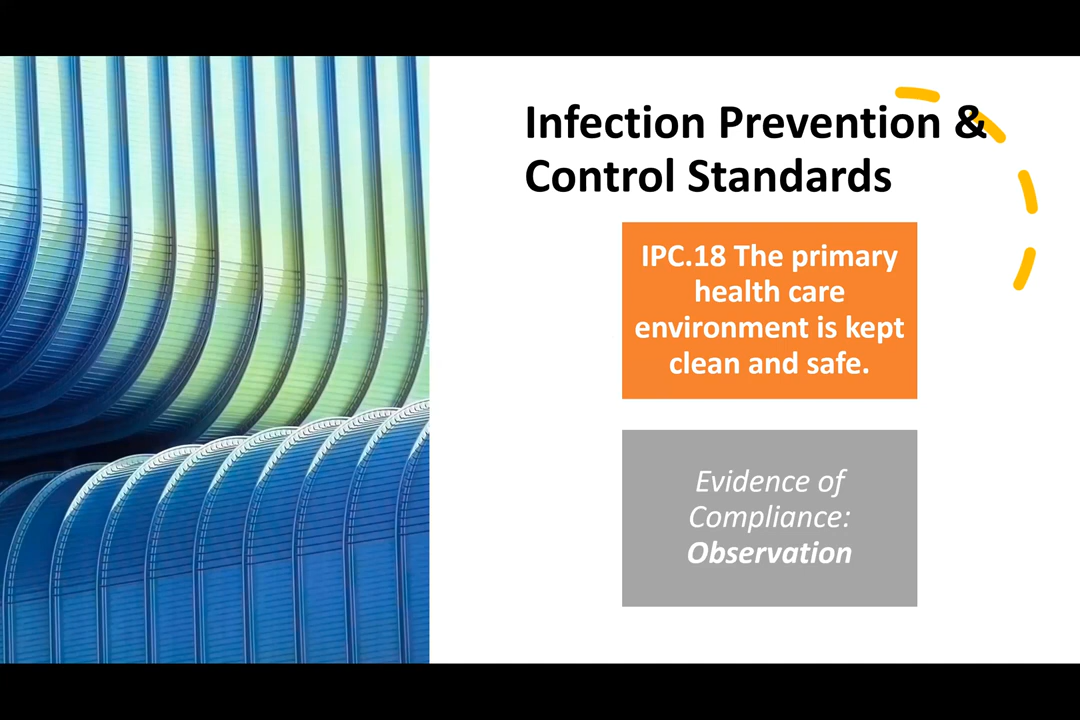 Infection Prevention &
Control Standards
IPC.18 The primary
health care
environment is kept
clean and safe.
Evidence of
Compliance:
Observation